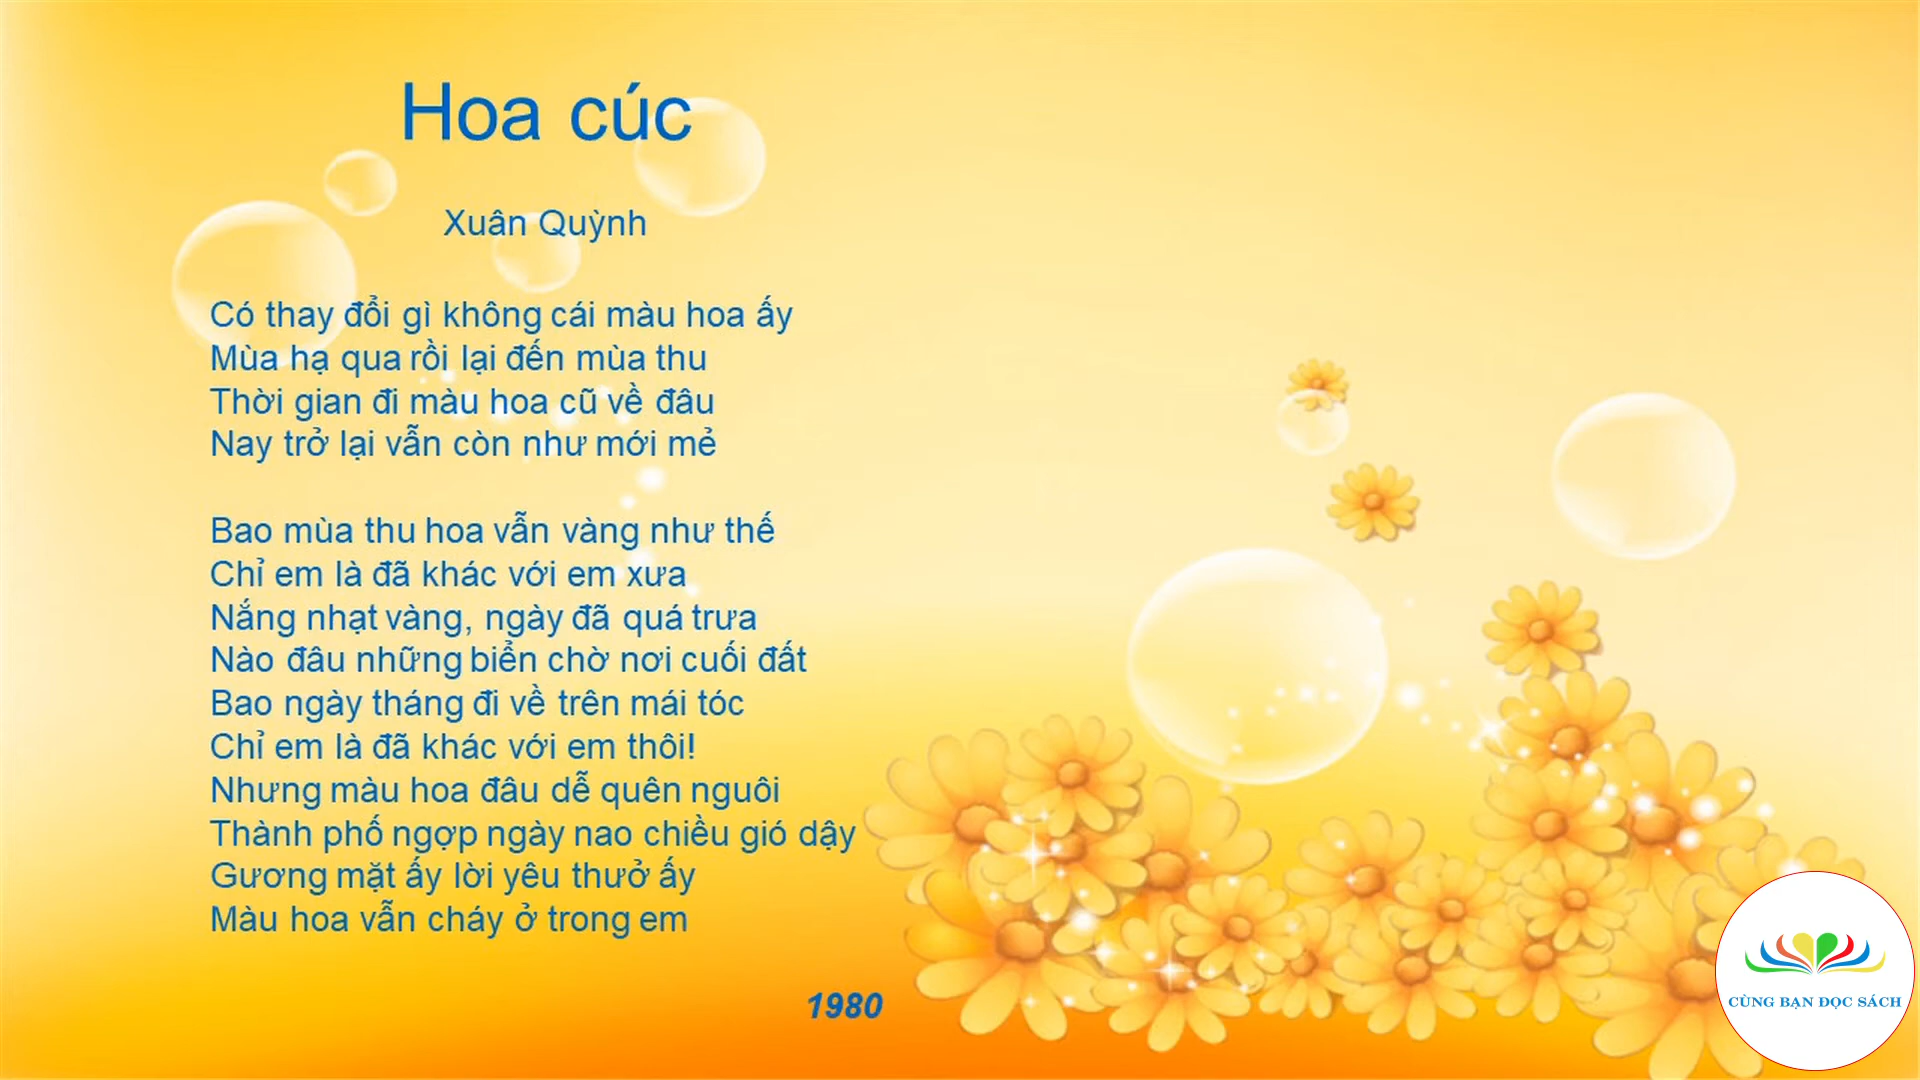 Hoa cúc
Xuân Quỳnh
Có thay đổi gì không cái màu hoa ấy
Mùa hạ qua rồi lại đến mùa thu
Thời gian đi màu hoa cũ về đâu
Nay trở lại vẫn còn như mới mẻ
Bao mùa thu hoa vẫn vàng như thế
Chỉ em là đã khác với em xưa
Nắng nhạt vàng, ngày đã quá trưa
Nào đâu những biển chờ nơi cuối đất
Bao ngày tháng đi về trên mái tóc
Chỉ em là đã khác với em thôi!
Nhưng màu hoa đâu dễ quên nguôi
Thành phố ngợp ngày nao chiều gió dậy
Gương mặt ấy lời yêu thưở ấy
Màu hoa vẫn cháy ở trong em
1980
CÙNG BẠN ĐỌC SÁCH